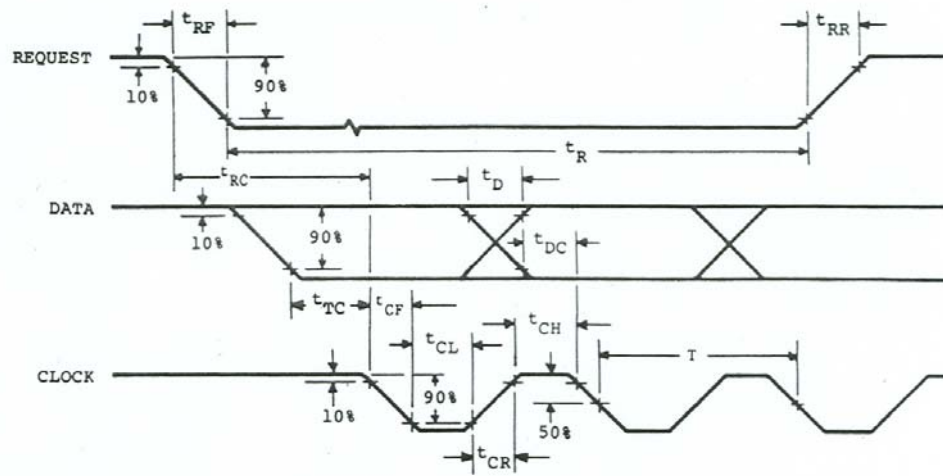 t_RF
t_RR
REQUEST
10%
90%
t_R
t_RC
t_D
DATA
10%
90%
t_DC
t_TC
t_CF
t_CH
t_CL
T
CLOCK
10%
90%
50%
t_CR